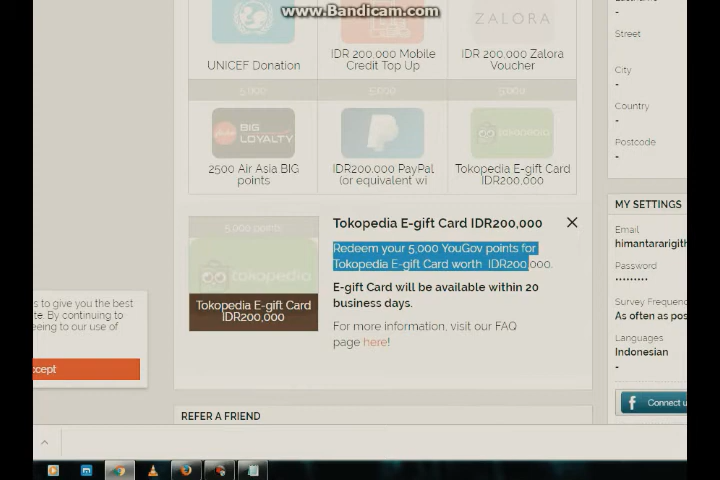 www.Bandicam.com
ZALORA
UNICEF Donation
IDR 200,000 Mobile
Credit Top Up
IDR 200,000 Zalora
Voucher
5,000
5,000
5,000
BIG
LOYALTY
tokopedia
2500 Air Asia BIG
points
IDR200.000 PayPal
(or equivalent wi
Tokopedia E-gift Card
IDR200,000
5,000 points
tokopedia
Tokopedia E-gift Card
IDR200,000
Tokopedia E-gift Card IDR200,000
Redeem your 5,000 YouGov points for
Tokopedia E-gift Card worth IDR200,000.
E-gift Card will be available within 20
business days.
For more information, visit our FAQ
page here!
REFER A FRIEND
s to give you the best
te. By continuing to
eeing to our use of
ccept
-
Street
-
City
-
Country
-
Postcode
-
MY SETTINGS
Email
himantararigith
Password
*********
Survey Frequenc
As often as pos
Languages
Indonesian
-
f Connect u